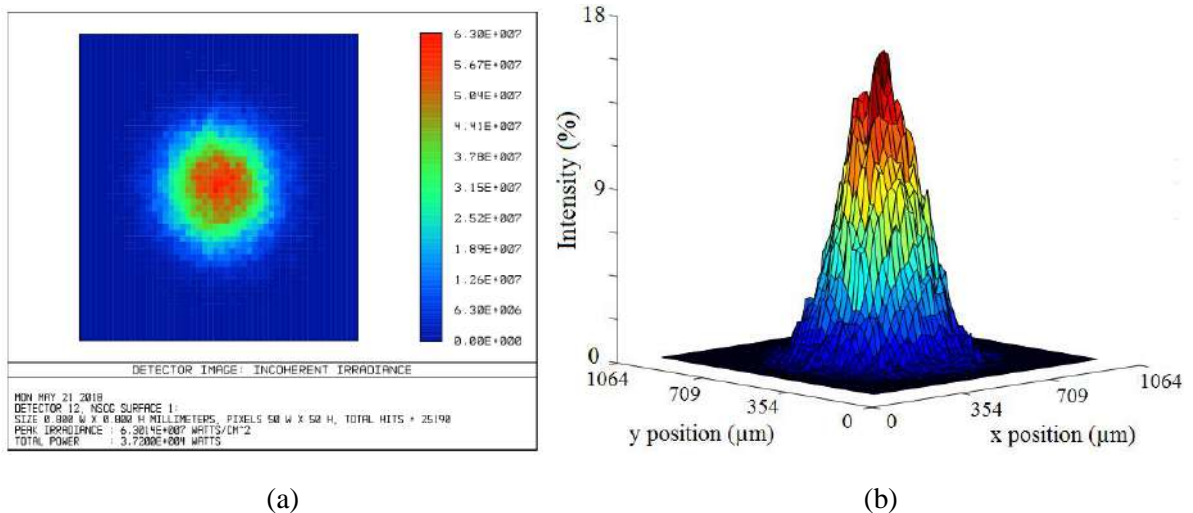 6.30E+007
5.67E+007
5.04E+007
4.41E+007
3.78E+007
3.15E+007
2.52E+007
1.89E+007
1.26E+007
6.30E+006
0.00E+000
DETECTOR IMAGE: INCOHERENT IRRADIANCE
MON MAY 21 2018
DETECTOR 12, NSCG SURFACE 1:
SIZE 0.800 W X 0.800 H MILLIMETERS, PIXELS 50 W X 50 H, TOTAL HITS = 25190
PEAK IRRADIANCE : 6.3014E+007 WATTS/CM^2
TOTAL POWER : 3.7200E+004 WATTS
(a)
18
9
0
Intensity (%)
1064
709
354
0
y position (µm)
0
354
709
1064
x position (µm)
(b)